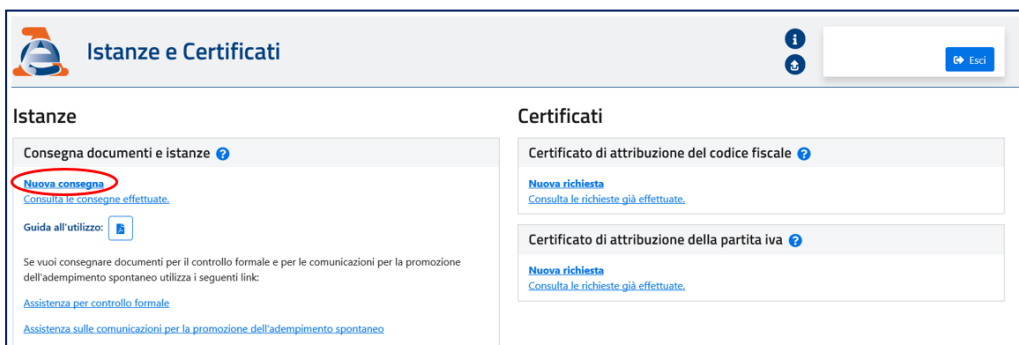 Istanze e Certificati
Esci
Istanze
Consegna documenti e istanze
Nuova consegna
Consulta le consegne effettuate.
Guida all'utilizzo:
Se vuoi consegnare documenti per il controllo formale e per le comunicazioni per la promozione
dell'adempimento spontaneo utilizza i seguenti link:
Assistenza per controllo formale
Assistenza sulle comunicazioni per la promozione dell'adempimento spontaneo
Certificati
Certificato di attribuzione del codice fiscale
Nuova richiesta
Consulta le richieste già effettuate.
Certificato di attribuzione della partita iva
Nuova richiesta
Consulta le richieste già effettuate.